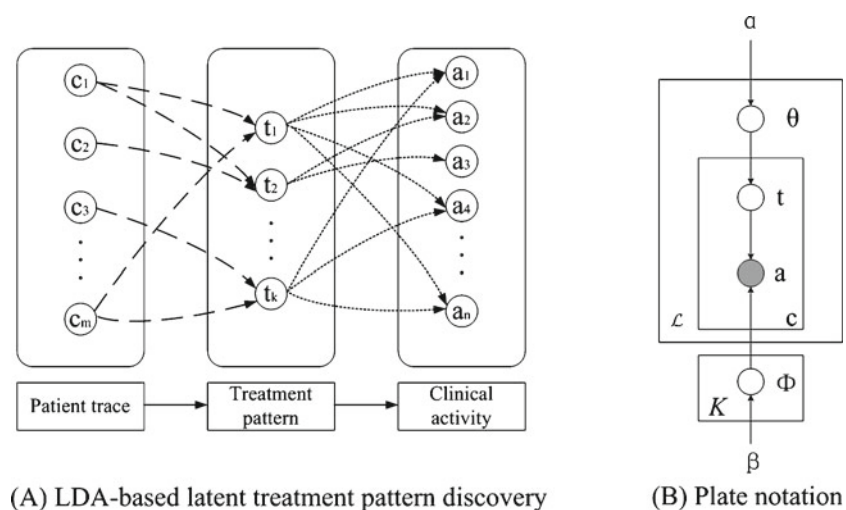 c1
c2
c3
cm
t1
t2
tk
a1
a2
a3
a4
an
Patient trace
Treatment
pattern
Clinical
activity
(A) LDA-based latent treatment pattern discovery
α
θ
t
a
ℒ
c
Φ
K
β
(B) Plate notation